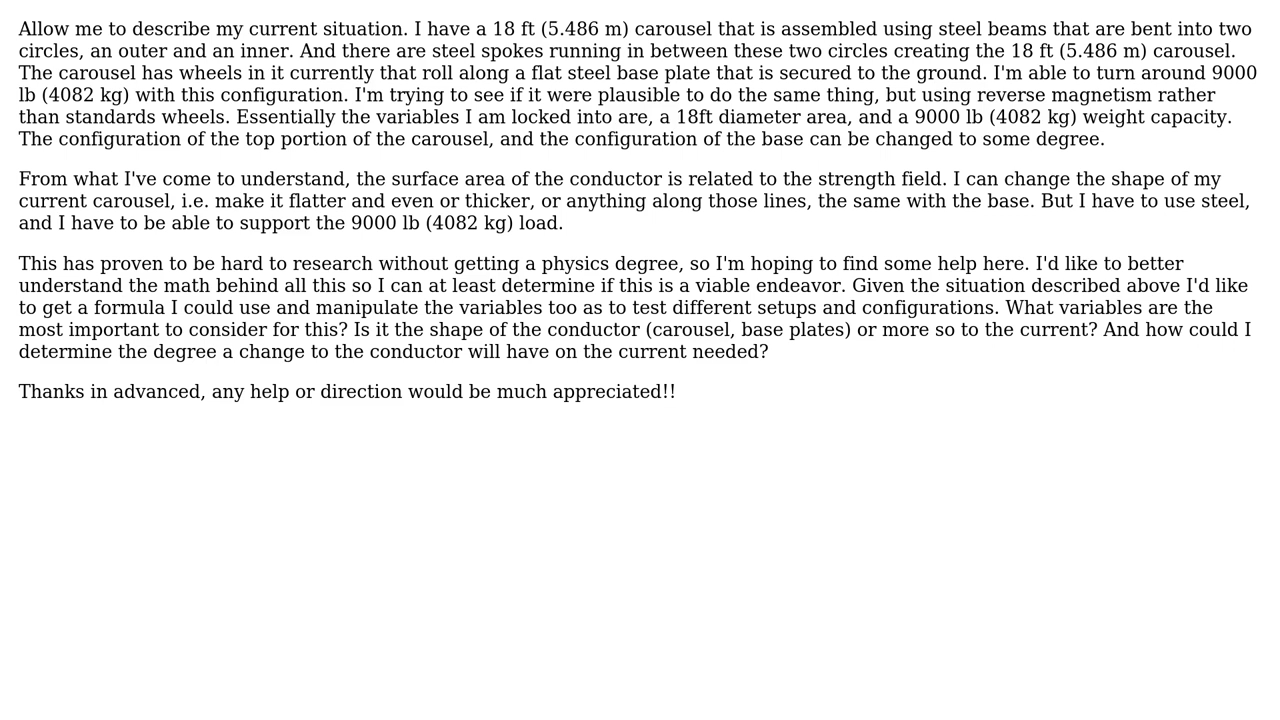 Allow me to describe my current situation. I have a 18 ft (5.486 m) carousel that is assembled using steel beams that are bent into two
circles, an outer and an inner. And there are steel spokes running in between these two circles creating the 18 ft (5.486 m) carousel.
The carousel has wheels in it currently that roll along a flat steel base plate that is secured to the ground. I'm able to turn around 9000
lb (4082 kg) with this configuration. I'm trying to see if it were plausible to do the same thing, but using reverse magnetism rather
than standards wheels. Essentially the variables I am locked into are, a 18ft diameter area, and a 9000 lb (4082 kg) weight capacity.
The configuration of the top portion of the carousel, and the configuration of the base can be changed to some degree.
From what I've come to understand, the surface area of the conductor is related to the strength field. I can change the shape of my
current carousel, i.e. make it flatter and even or thicker, or anything along those lines, the same with the base. But I have to use steel,
and I have to be able to support the 9000 lb (4082 kg) load.
This has proven to be hard to research without getting a physics degree, so I'm hoping to find some help here. I'd like to better
understand the math behind all this so I can at least determine if this is a viable endeavor. Given the situation described above I'd like
to get a formula I could use and manipulate the variables too as to test different setups and configurations. What variables are the
most important to consider for this? Is it the shape of the conductor (carousel, base plates) or more so to the current? And how could I
determine the degree a change to the conductor will have on the current needed?
Thanks in advanced, any help or direction would be much appreciated!!